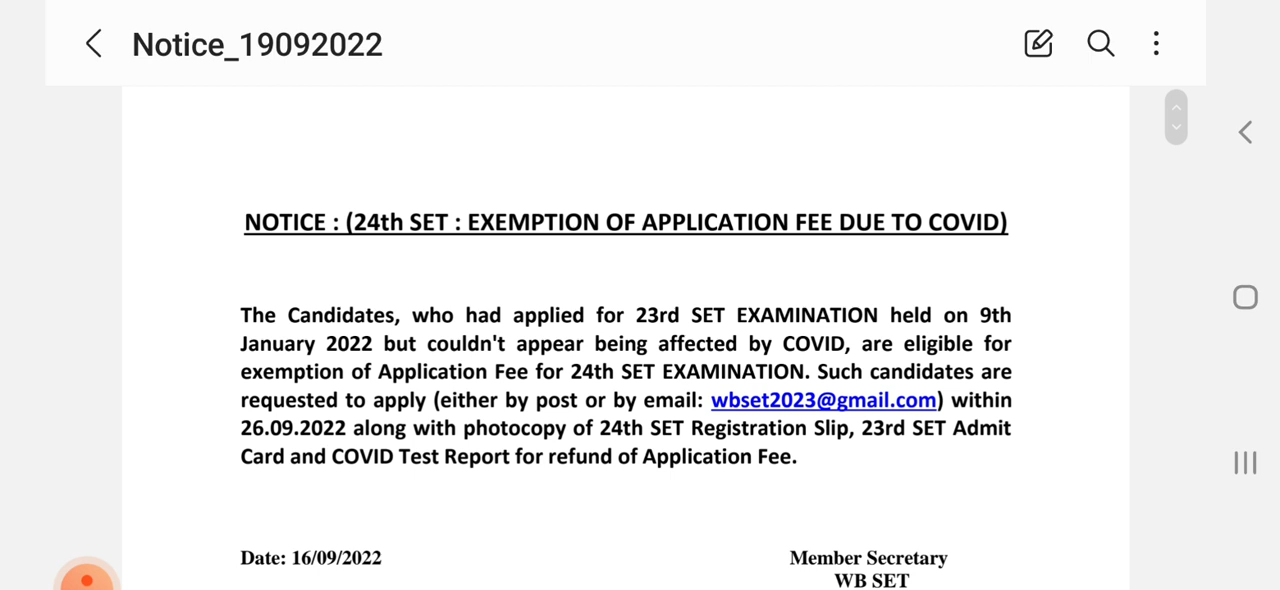 Notice_19092022
NOTICE : (24th SET : EXEMPTION OF APPLICATION FEE DUE TO COVID)
The Candidates, who had applied for 23rd SET EXAMINATION held on 9th
January 2022 but couldn't appear being affected by COVID, are eligible for
exemption of Application Fee for 24th SET EXAMINATION. Such candidates are
requested to apply (either by post or by email: wbset2023@gmail.com) within
26.09.2022 along with photocopy of 24th SET Registration Slip, 23rd SET Admit
Card and COVID Test Report for refund of Application Fee.
Date: 16/09/2022 Member Secretary
WB SET